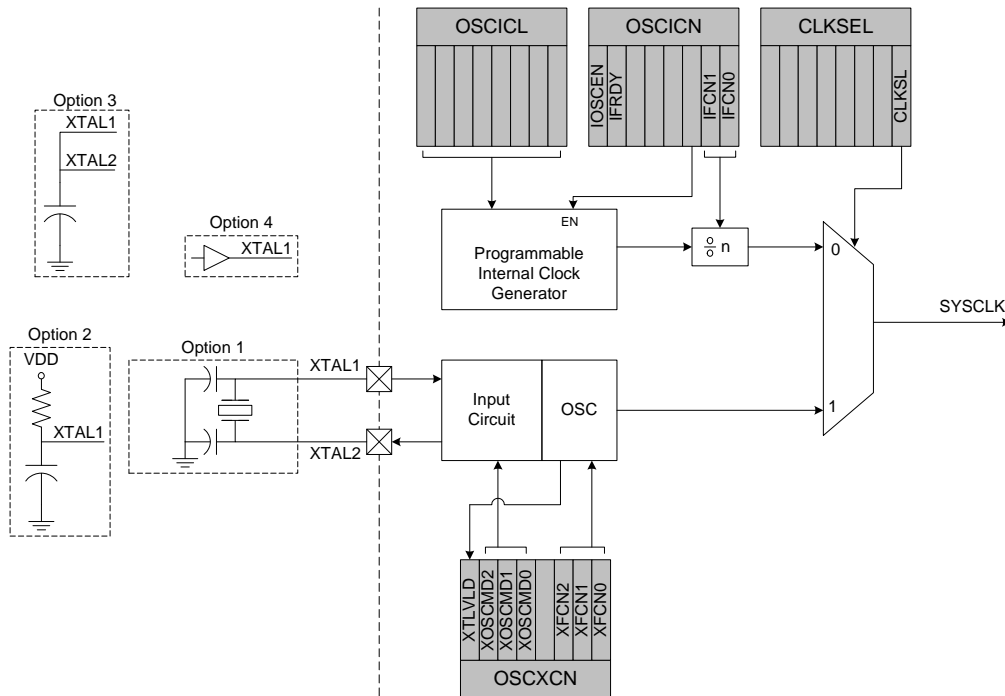 OSCICL
OSCICN
CLKSEL
IOSCEN
IFRDY
IFCN1
IFCN0
CLKSL
Option 3
XTAL1
XTAL2
Option 4
XTAL1
EN
Programmable
Internal Clock
Generator
n
0
SYSCLK
Option 2
VDD
XTAL1
Option 1
XTAL1
XTAL2
Input
Circuit
OSC
1
XTLVLD
XOSCMD2
XOSCMD1
XOSCMD0
XFCN2
XFCN1
XFCN0
OSCXCN